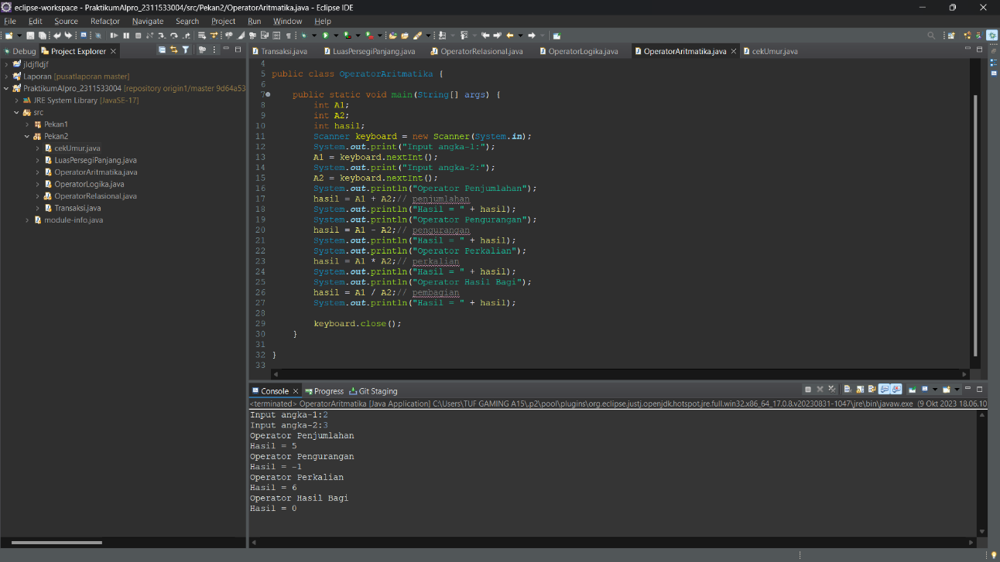 eclipse-workspace - PraktikumAlpro_2311533004/src/Pekan2/OperatorAritmatika.java - Eclipse IDE
File Edit Source Refactor Navigate Search Project Run Window Help
Debug Project Explorer
jldjfldjf
Laporan [pusatlaporan master]
PraktikumAlpro_2311533004 [repository origin1/master 9d64a53
JRE System Library [JavaSE-17]
src
Pekan1
Pekan2
cekUmur.java
LuasPersegiPanjang.java
OperatorAritmatika.java
OperatorLogika.java
OperatorRelasional.java
Transaksi.java
module-info.java
Transaksi.java LuasPersegiPanjang.java OperatorRelasional.java OperatorLogika.java OperatorAritmatika.java cekUmur.java
4
5 public class OperatorAritmatika {
6
7 public static void main(String[] args) {
8 int A1;
9 int A2;
10 int hasil;
11 Scanner keyboard = new Scanner(System.in);
12 System.out.print("Input angka-1:");
13 A1 = keyboard.nextInt();
14 System.out.print("Input angka-2:");
15 A2 = keyboard.nextInt();
16 System.out.println("Operator Penjumlahan");
17 hasil = A1 + A2;// penjumlahan
18 System.out.println("Hasil = " + hasil);
19 System.out.println("Operator Pengurangan");
20 hasil = A1 - A2;// pengurangan
21 System.out.println("Hasil = " + hasil);
22 System.out.println("Operator Perkalian");
23 hasil = A1 * A2;// perkalian
24 System.out.println("Hasil = " + hasil);
25 System.out.println("Operator Hasil Bagi");
26 hasil = A1 / A2;// pembagian
27 System.out.println("Hasil = " + hasil);
28
29 keyboard.close();
30 }
31
32 }
33
Console Progress Git Staging
<terminated> OperatorAritmatika [Java Application] C:\Users\TUF GAMING A15\.p2\pool\plugins\org.eclipse.justj.openjdk.hotspot.jre.full.win32.x86_64_17.0.8.v20230831-1047\jre\bin\javaw.exe (9 Okt 2023 18.06.10
Input angka-1:2
Input angka-2:3
Operator Penjumlahan
Hasil = 5
Operator Pengurangan
Hasil = -1
Operator Perkalian
Hasil = 6
Operator Hasil Bagi
Hasil = 0